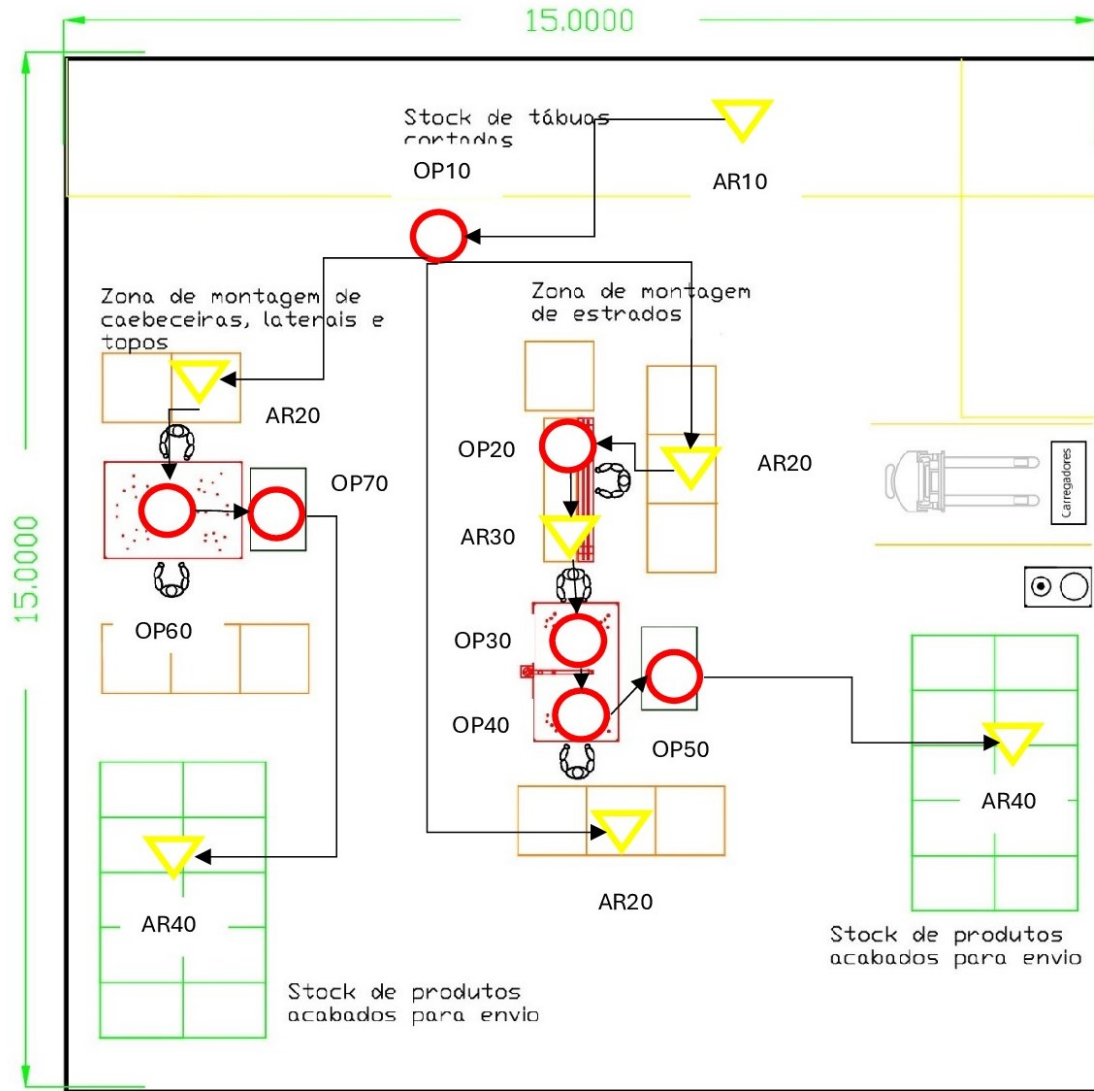 15.0000
Stock de tábuas
cortadas
OP10
AR10
Zona de montagem de
caebeceiras, laterais e
topos
Zona de montagem
de estrados
AR20
OP20
AR20
OP70
Carregadores
AR30
15.0000
OP60
OP30
OP40
OP50
AR40
AR20
AR40
Stock de produtos
acabados para envio
Stock de produtos
acabados para envio